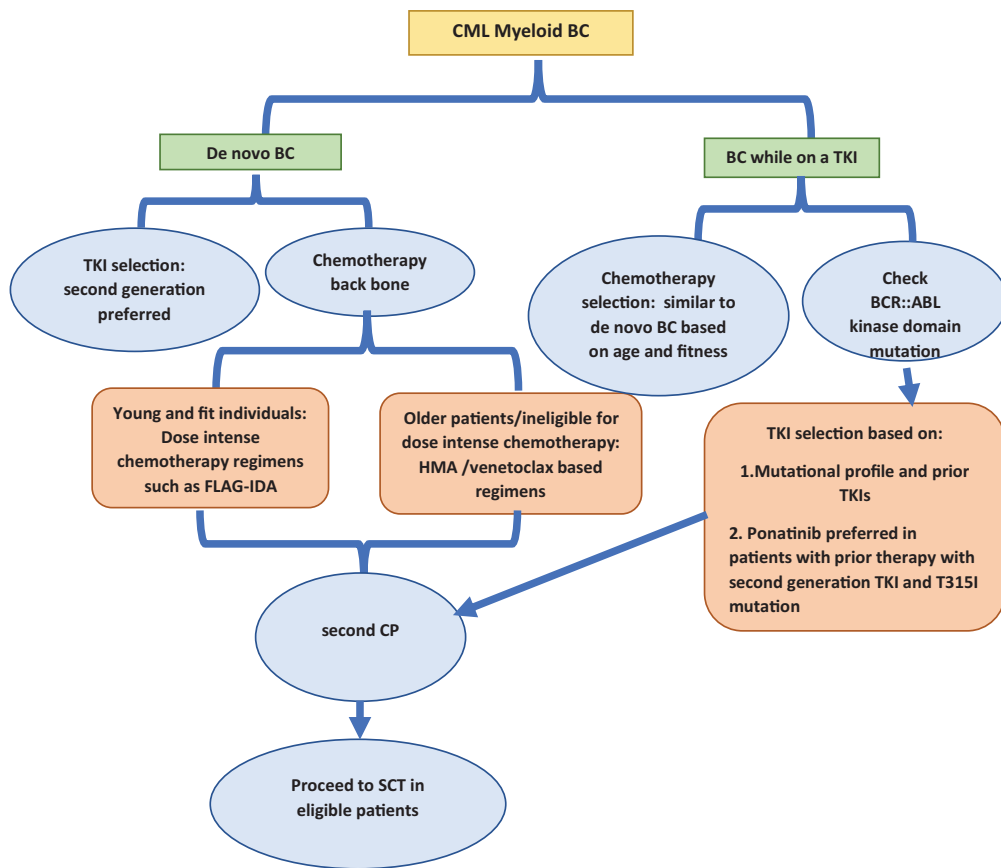 CML Myeloid BC
De novo BC
BC while on a TKI
TKI selection:
second generation
preferred
Chemotherapy
back bone
Chemotherapy
selection:  similar to
de novo BC based
on age and fitness
Check
BCR::ABL
kinase domain
mutation
Young and fit individuals:
Dose intense
chemotherapy regimens
such as FLAG-IDA
Older patients/ineligible for
dose intense chemotherapy:
HMA /venetoclax based
regimens
TKI selection based on:
1.Mutational profile and prior
TKIs
2. Ponatinib preferred in
patients with prior therapy with
second generation TKI and T315I
mutation
second CP
Proceed to SCT in
eligible patients